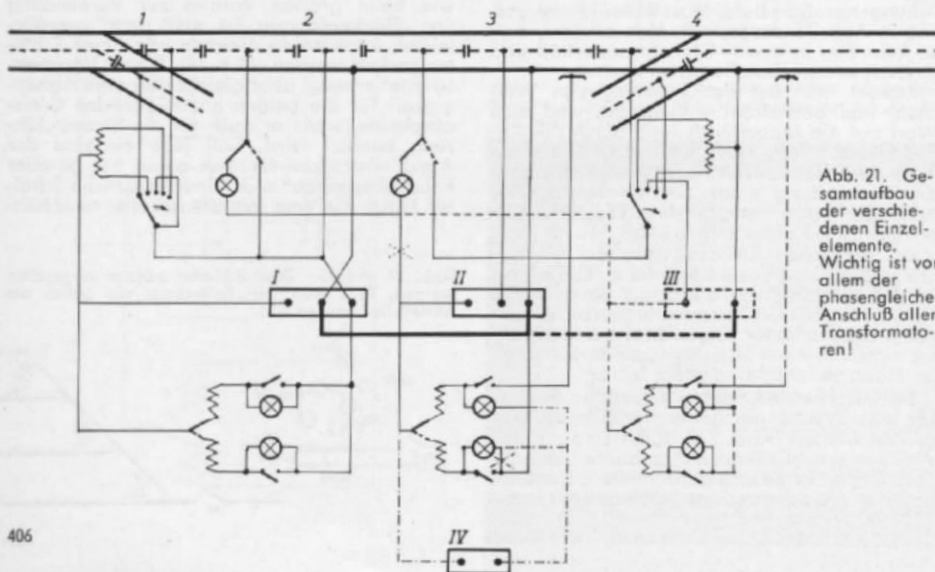 1 2 3 4
Abb. 21. Ge-
samtaufbau
der verschie-
denen Einzel-
elemente.
Wichtig ist vor
allem der
phasengleiche
Anschluß aller
Transformato-
ren!
I II III
406
IV